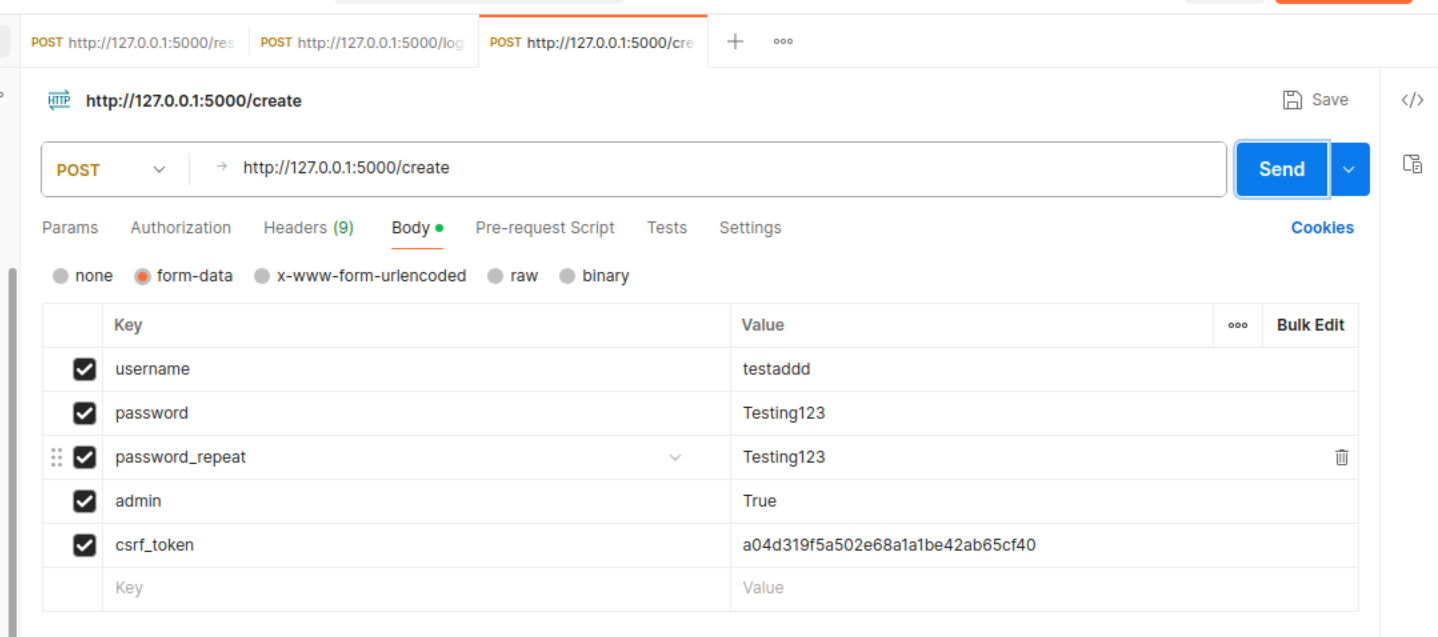 POST http://127.0.0.1:5000/res POST http://127.0.0.1:5000/log POST http://127.0.0.1:5000/cre
HTTP http://127.0.0.1:5000/create Save </>
POST http://127.0.0.1:5000/create Send
Params Authorization Headers (9) Body Pre-request Script Tests Settings Cookies
none form-data x-www-form-urlencoded raw binary
Key Value Bulk Edit
username testaddd
password Testing123
password_repeat Testing123
admin True
csrf_token a04d319f5a502e68a1a1be42ab65cf40
Key Value